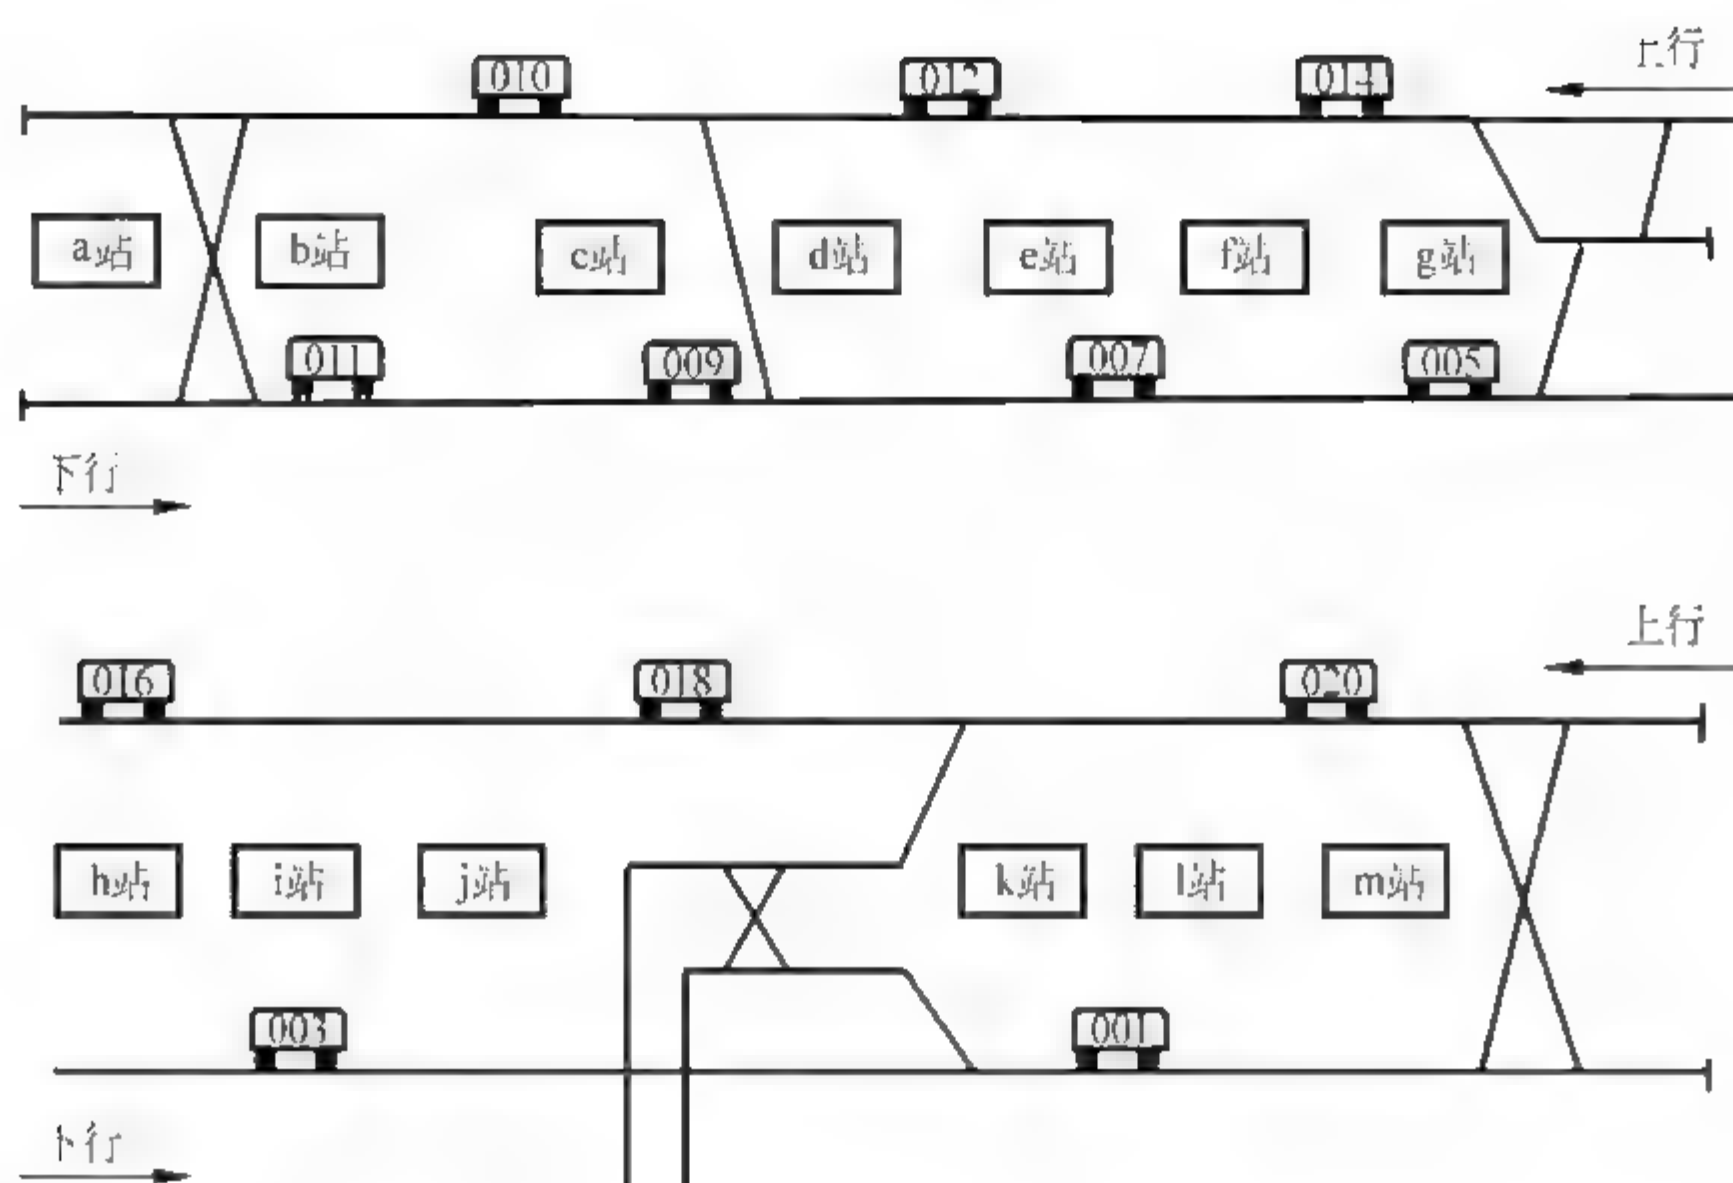 010 012 014 上行
a站 b站 c站 d站 e站 f站 g站
011 009 007 005
下行
上行
016 018 020
h站 i站 j站 k站 l站 m站
003 001
下行